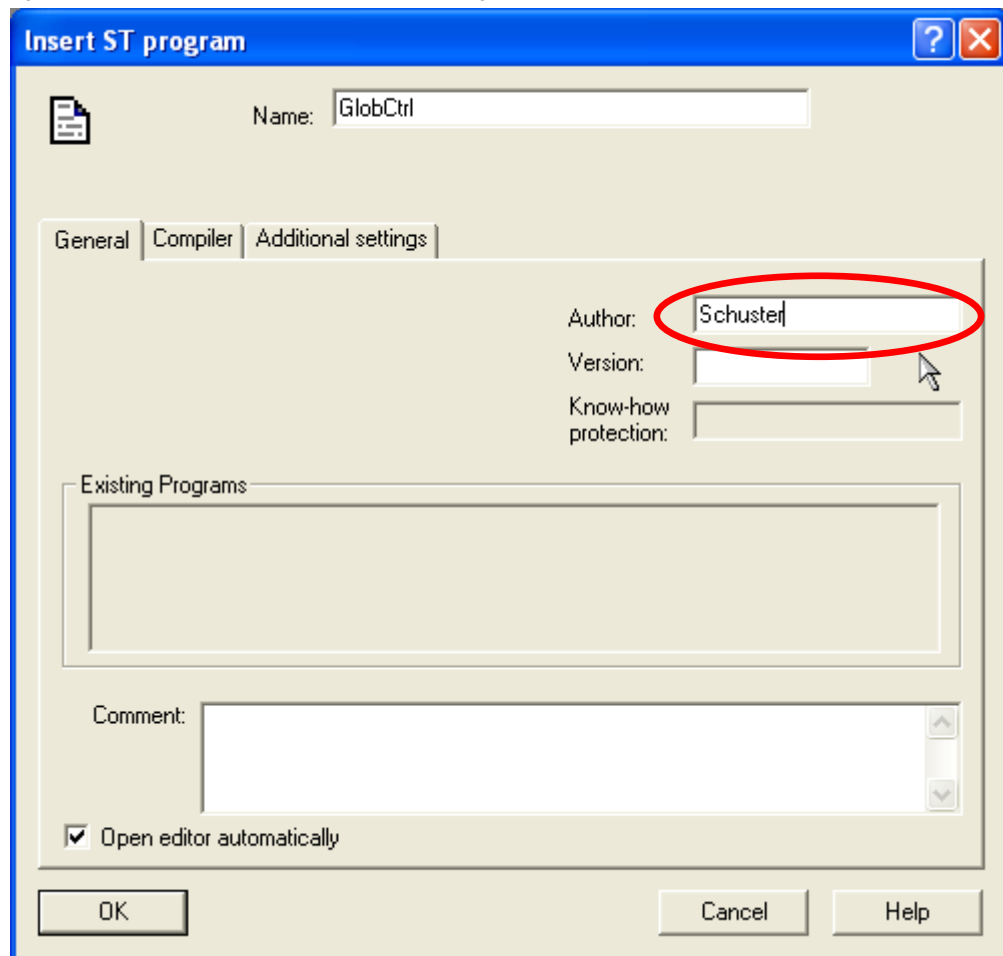 Insert ST program
Name: GlobCtrl
General Compiler Additional settings
Author: Schuster
Version:
Know-how
protection:
Existing Programs
Comment:
Open editor automatically
OK Cancel Help